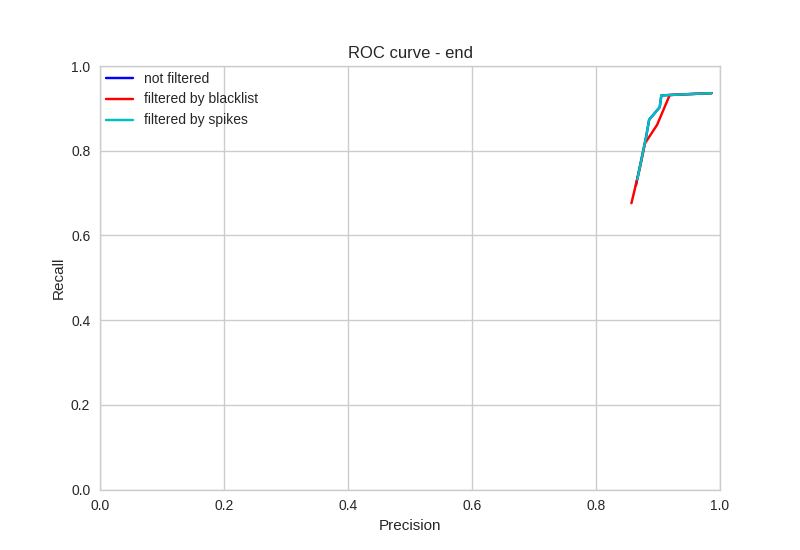 ROC curve - end
not filtered
filtered by blacklist
filtered by spikes
1.0
0.8
0.6
0.4
0.2
0.0
Recall
0.0 0.2 0.4 0.6 0.8 1.0
Precision